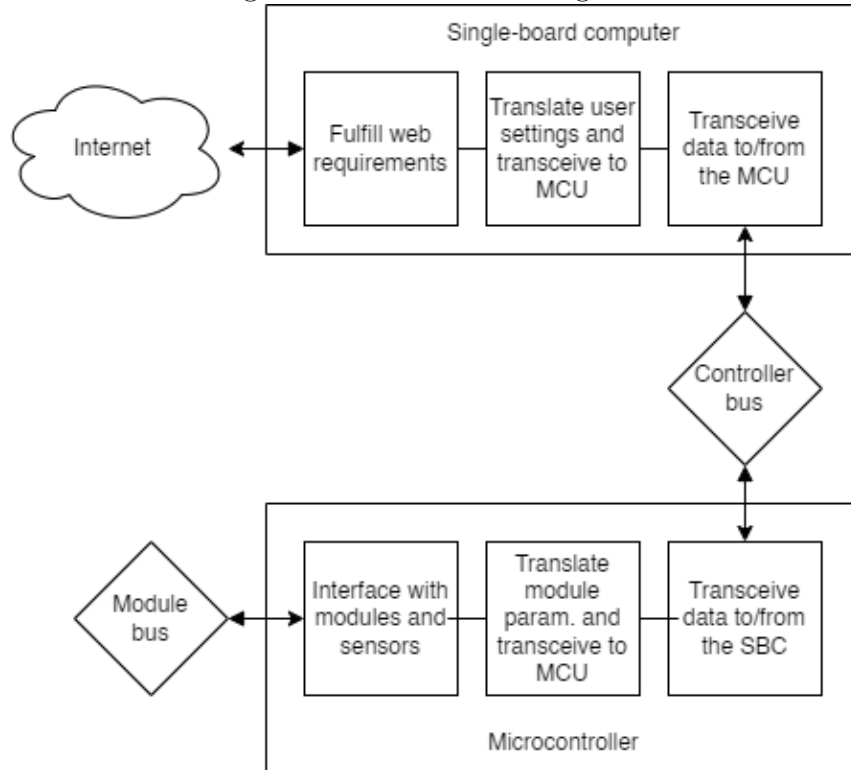 Single-board computer
Internet
Fulfill web
requirements
Translate user
settings and
transceive to
MCU
Transceive
data to/from
the MCU
Controller
bus
Module
bus
Interface with
modules and
sensors
Translate
module
param. and
transceive to
MCU
Transceive
data to/from
the SBC
Microcontroller